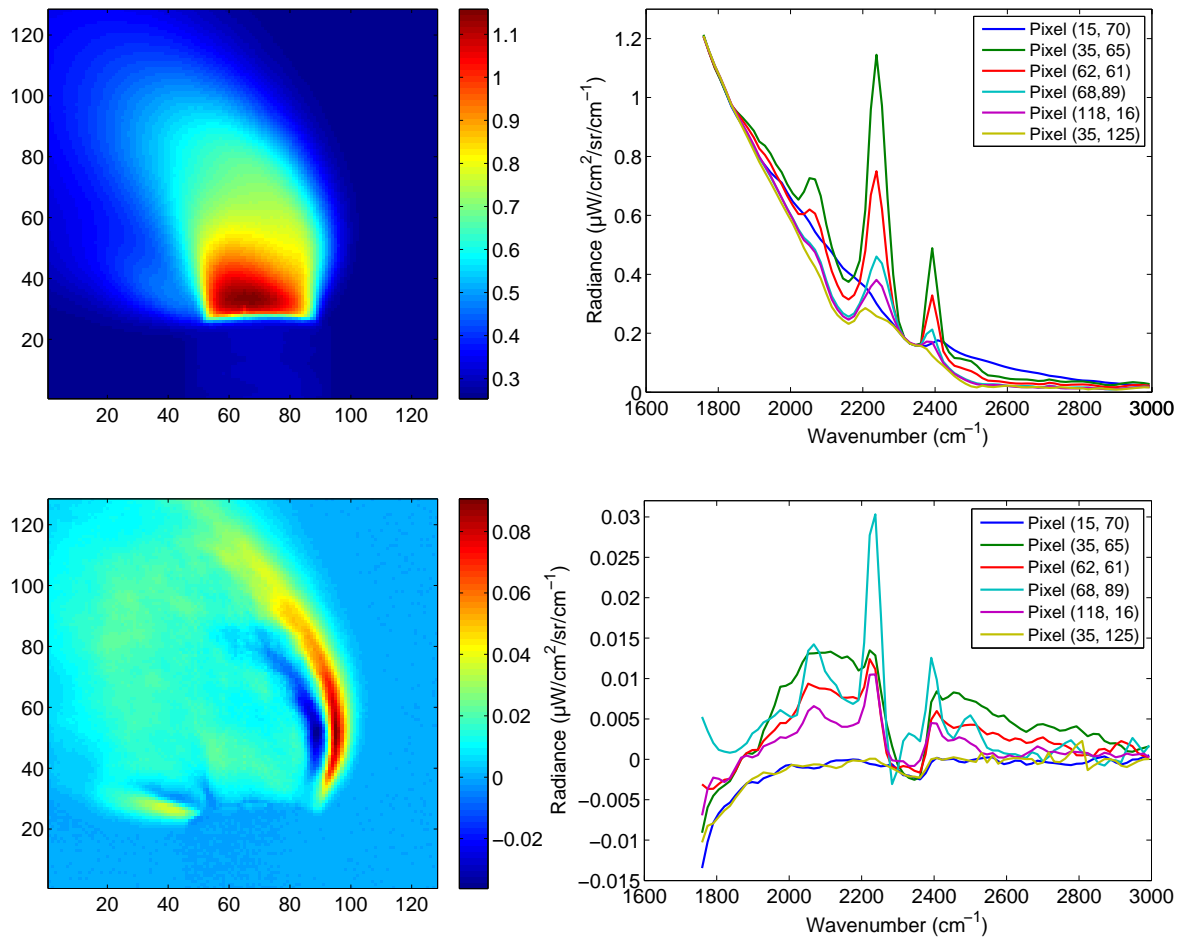 120
100
80
60
40
20
20 40 60 80 100 120
1.1
1
0.9
0.8
0.7
0.6
0.5
0.4
0.3
Radiance (µW/cm²/sr/cm⁻¹)
1.2
1
0.8
0.6
0.4
0.2
0
1600 1800 2000 2200 2400 2600 2800 3000
Wavenumber (cm⁻¹)
Pixel (15, 70)
Pixel (35, 65)
Pixel (62, 61)
Pixel (68,89)
Pixel (118, 16)
Pixel (35, 125)
120
100
80
60
40
20
20 40 60 80 100 120
0.08
0.06
0.04
0.02
0
−0.02
Radiance (µW/cm²/sr/cm⁻¹)
0.03
0.025
0.02
0.015
0.01
0.005
0
−0.005
−0.01
−0.015
1600 1800 2000 2200 2400 2600 2800 3000
Wavenumber (cm⁻¹)
Pixel (15, 70)
Pixel (35, 65)
Pixel (62, 61)
Pixel (68, 89)
Pixel (118, 16)
Pixel (35, 125)